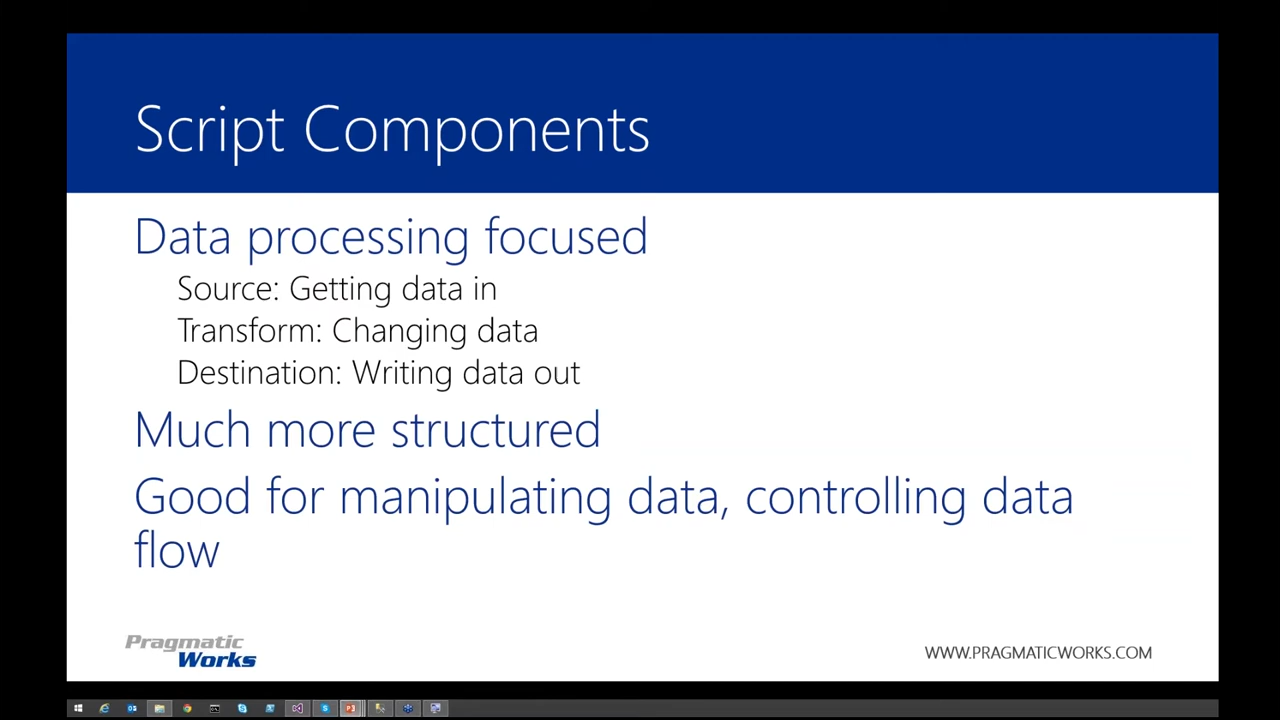 Script Components
Data processing focused
Source: Getting data in
Transform: Changing data
Destination: Writing data out
Much more structured
Good for manipulating data, controlling data
flow
Pragmatic
Works
WWW.PRAGMATICWORKS.COM